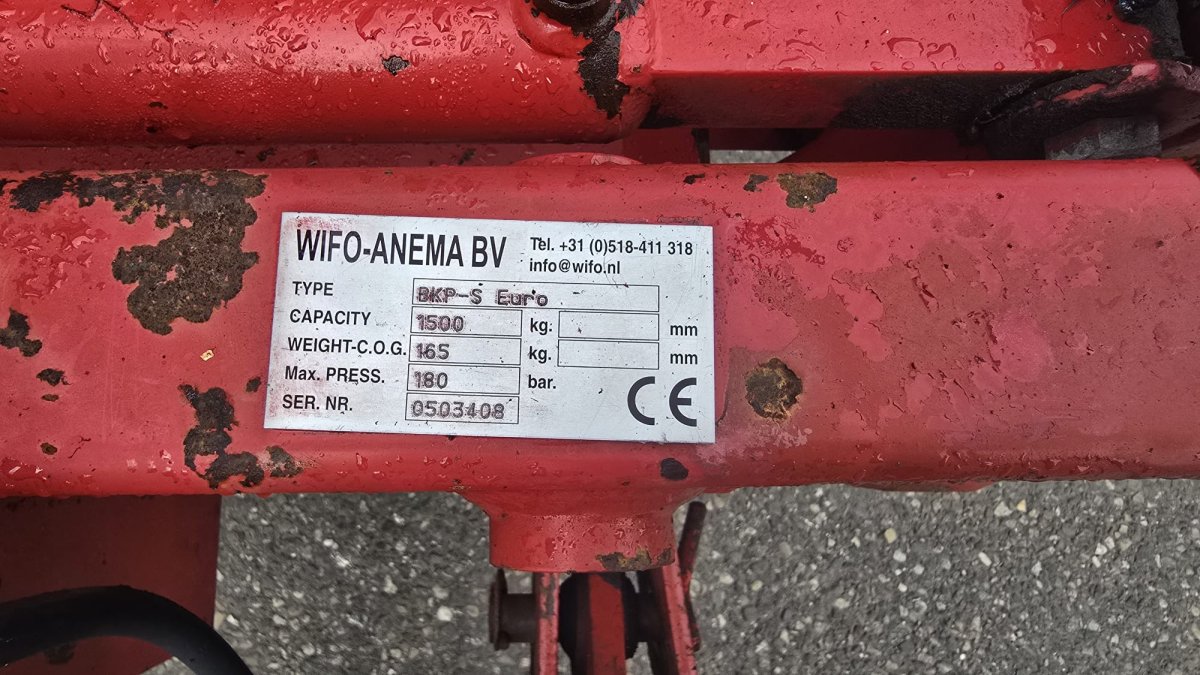 WIFO-ANEMA BV
Tel. +31 (0)518-411 318
info@wifo.nl
TYPE BKP-S Euro
CAPACITY 1500 kg. mm
WEIGHT-C.O.G. 165 kg. mm
Max. PRESS. 180 bar.
SER. NR. 0503408
CE